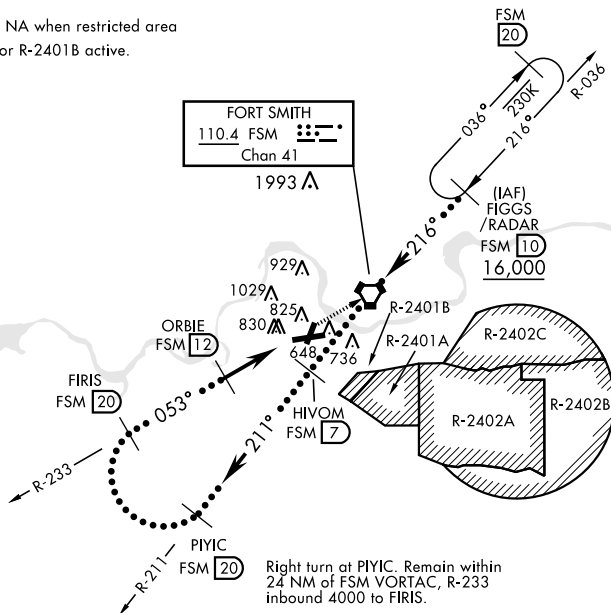 NA when restricted area
or R-2401B active.
FSM
20
R-036
036°
230K
216°
FORT SMITH
110.4 FSM
Chan 41
1993
(IAF)
FIGGS
/RADAR
FSM 10
16,000
216°
929
1029
825
830
648
736
R-2401B
R-2401A
R-2402C
R-2402B
R-2402A
ORBIE
FSM 12
FIRIS
FSM 20
053°
HIVOM
FSM 7
211°
R-233
PIYIC
FSM 20
R-211
Right turn at PIYIC. Remain within
24 NM of FSM VORTAC, R-233
inbound 4000 to FIRIS.